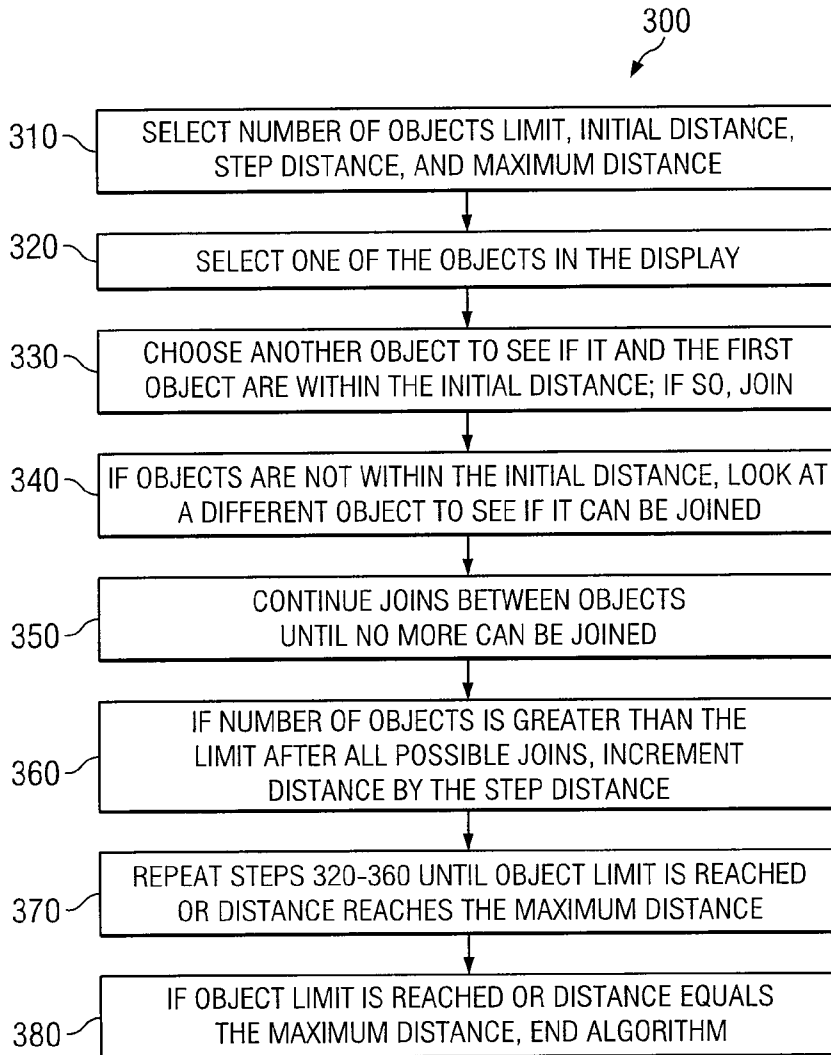 300
310
SELECT NUMBER OF OBJECTS LIMIT, INITIAL DISTANCE,
STEP DISTANCE, AND MAXIMUM DISTANCE
320
SELECT ONE OF THE OBJECTS IN THE DISPLAY
330
CHOOSE ANOTHER OBJECT TO SEE IF IT AND THE FIRST
OBJECT ARE WITHIN THE INITIAL DISTANCE; IF SO, JOIN
340
IF OBJECTS ARE NOT WITHIN THE INITIAL DISTANCE, LOOK AT
A DIFFERENT OBJECT TO SEE IF IT CAN BE JOINED
350
CONTINUE JOINS BETWEEN OBJECTS
UNTIL NO MORE CAN BE JOINED
360
IF NUMBER OF OBJECTS IS GREATER THAN THE
LIMIT AFTER ALL POSSIBLE JOINS, INCREMENT
DISTANCE BY THE STEP DISTANCE
370
REPEAT STEPS 320-360 UNTIL OBJECT LIMIT IS REACHED
OR DISTANCE REACHES THE MAXIMUM DISTANCE
380
IF OBJECT LIMIT IS REACHED OR DISTANCE EQUALS
THE MAXIMUM DISTANCE, END ALGORITHM